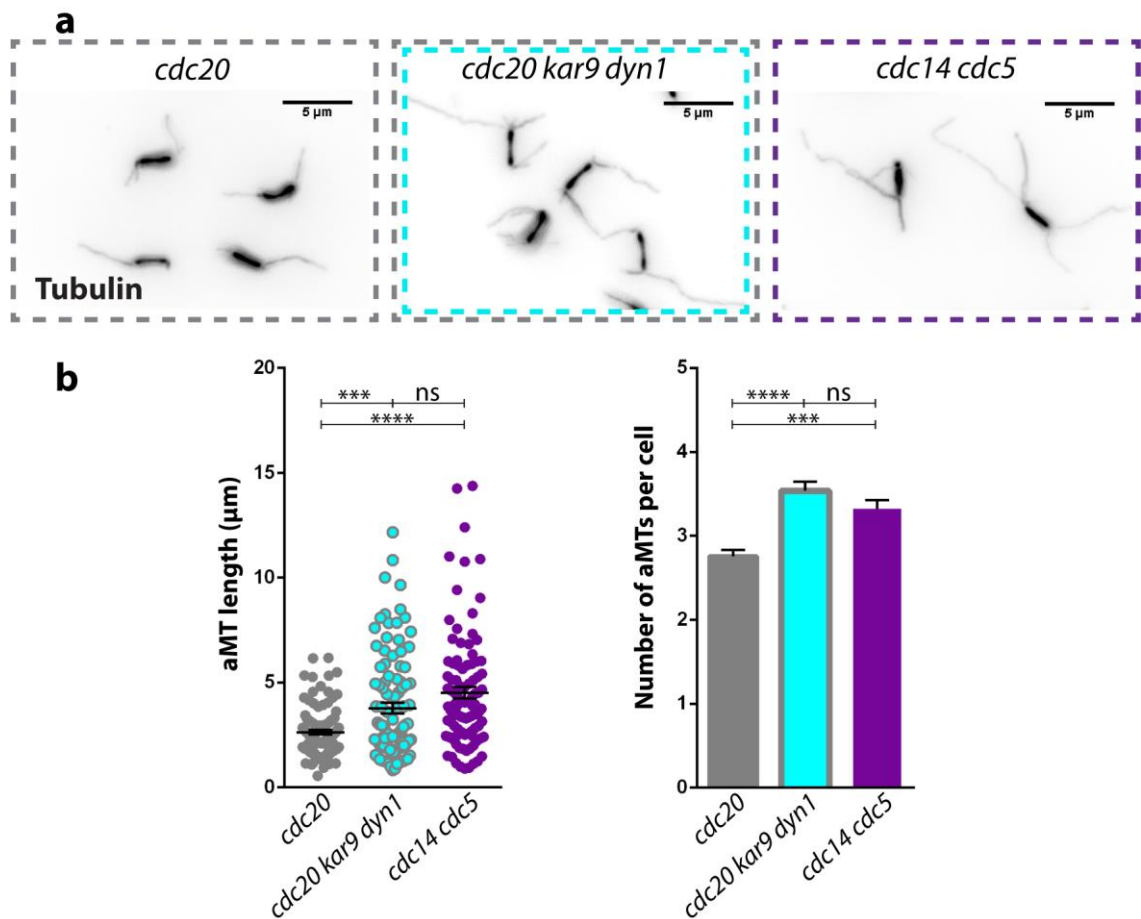 a
cdc20
cdc20 kar9 dyn1
cdc14 cdc5
5 µm
5 µm
5 µm
Tubulin
b
aMT length (µm)
20
15
10
5
0
*** ns
****
cdc20
cdc20 kar9 dyn1
cdc14 cdc5
Number of aMTs per cell
5
4
3
2
1
0
**** ns
***
cdc20
cdc20 kar9 dyn1
cdc14 cdc5